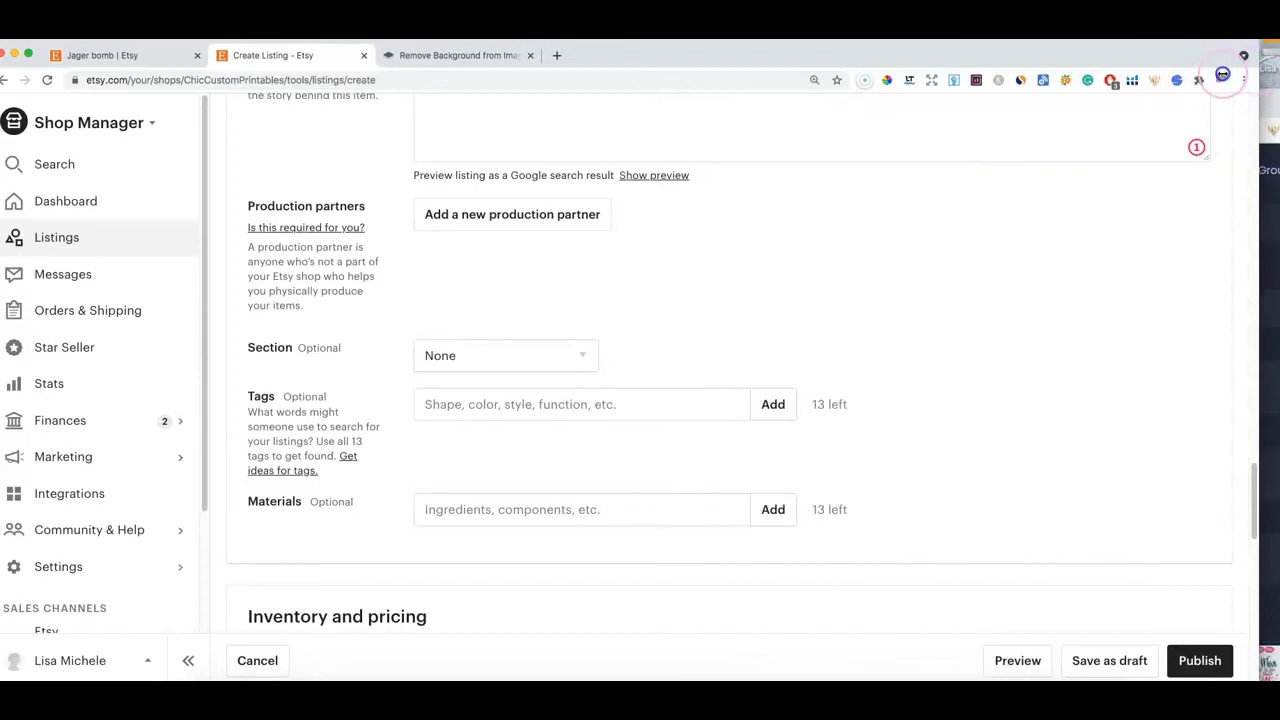 Jager bomb | Etsy
Create Listing - Etsy
Remove Background from Ima
etsy.com/your/shops/ChicCustomPrintables/tools/listings/create
3
Shop Manager
Search
Dashboard
Listings
Messages
Orders & Shipping
Star Seller
Stats
Finances 2
Marketing
Integrations
Community & Help
Settings
SALES CHANNELS
Etsy
Lisa Michele
the story behind this item.
1
Preview listing as a Google search result Show preview
Production partners
Add a new production partner
Is this required for you?
A production partner is
anyone who's not a part of
your Etsy shop who helps
you physically produce
your items.
Section Optional
None
Tags Optional
Shape, color, style, function, etc. Add 13 left
What words might
someone use to search for
your listings? Use all 13
tags to get found. Get
ideas for tags.
Materials Optional
Ingredients, components, etc. Add 13 left
Inventory and pricing
Cancel
Preview
Save as draft
Publish